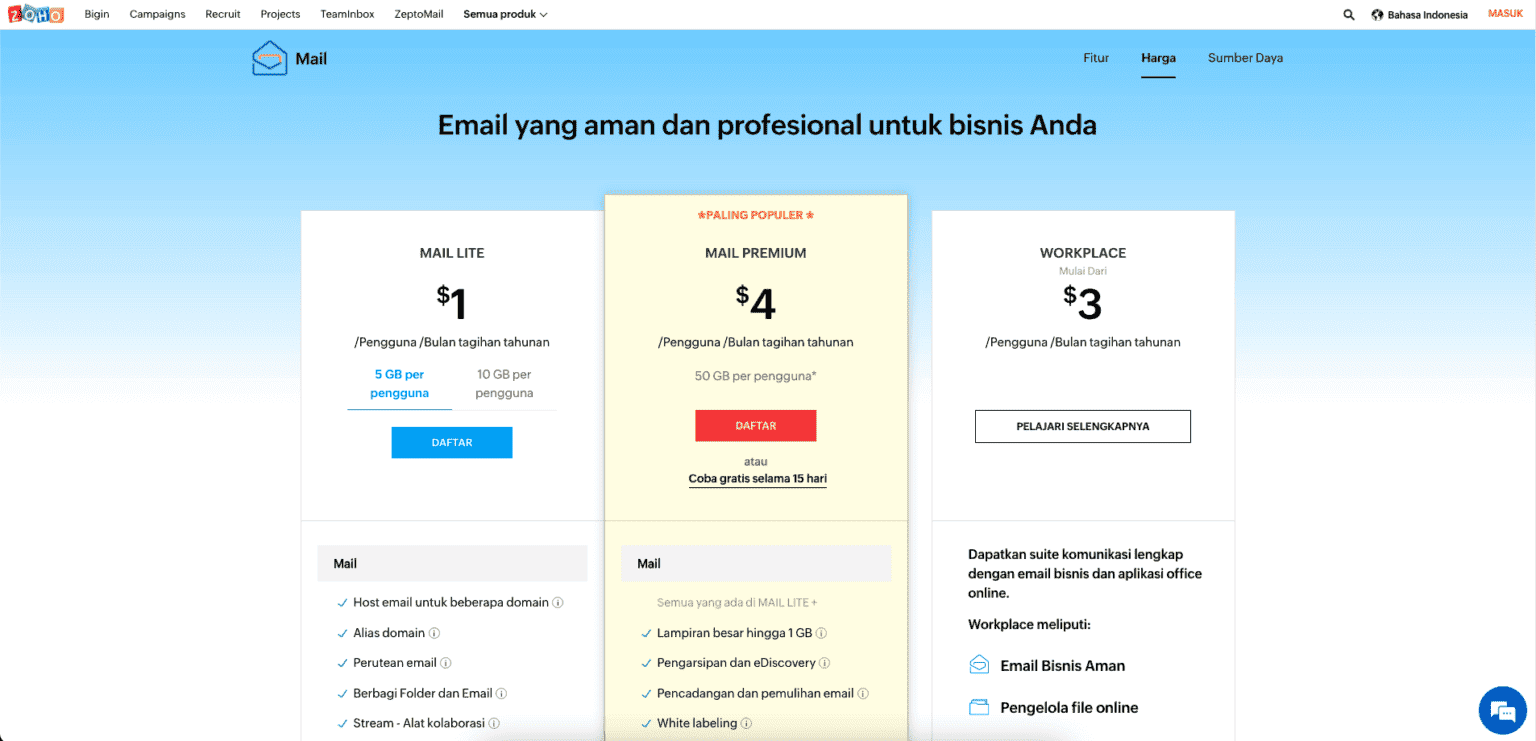 ZOHO Bigin Campaigns Recruit Projects TeamInbox ZeptoMail Semua produk Bahasa Indonesia MASUK
Mail Fitur Harga Sumber Daya
Email yang aman dan profesional untuk bisnis Anda
MAIL LITE
$1
/Pengguna /Bulan tagihan tahunan
5 GB per
pengguna
10 GB per
pengguna
DAFTAR
Mail
Host email untuk beberapa domain
Alias domain
Perutean email
Berbagi Folder dan Email
Stream - Alat kolaborasi
PALING POPULER
MAIL PREMIUM
$4
/Pengguna /Bulan tagihan tahunan
50 GB per pengguna*
DAFTAR
atau
Coba gratis selama 15 hari
Mail
Semua yang ada di MAIL LITE +
Lampiran besar hingga 1 GB
Pengarsipan dan eDiscovery
Pencadangan dan pemulihan email
White labeling
WORKPLACE
Mulai Dari
$3
/Pengguna /Bulan tagihan tahunan
PELAJARI SELENGKAPNYA
Dapatkan suite komunikasi lengkap
dengan email bisnis dan aplikasi office
online.
Workplace meliputi:
Email Bisnis Aman
Pengelola file online